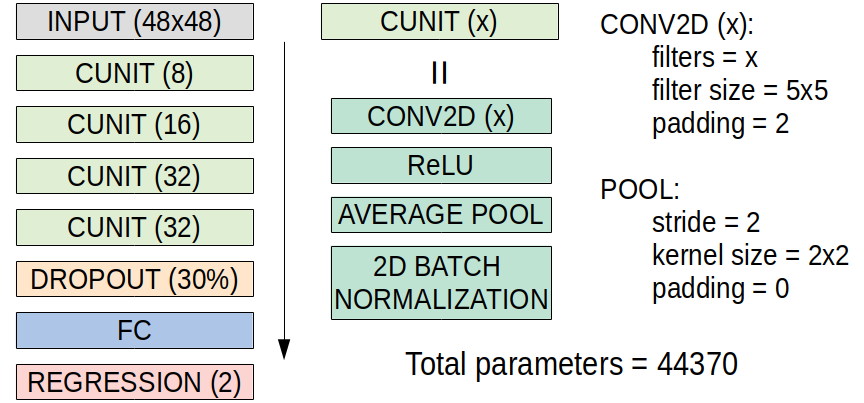 INPUT (48x48)
CUNIT (8)
CUNIT (16)
CUNIT (32)
CUNIT (32)
DROPOUT (30%)
FC
REGRESSION (2)
CUNIT (x)
=
CONV2D (x)
ReLU
AVERAGE POOL
2D BATCH
NORMALIZATION
CONV2D (x):
filters = x
filter size = 5x5
padding = 2
POOL:
stride = 2
kernel size = 2x2
padding = 0
Total parameters = 44370